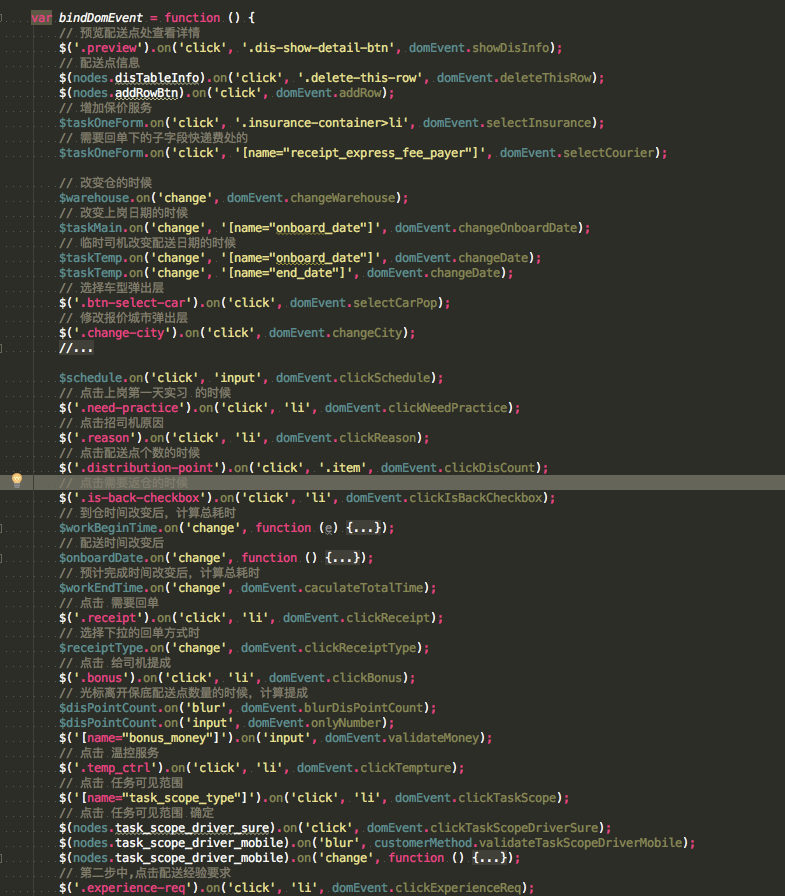 var bindDomEvent = function () {
// 预览配送点处查看详情
$('.preview').on('click', '.dis-show-detail-btn', domEvent.showDisInfo);
// 配送点信息
$(nodes.disTableInfo).on('click', '.delete-this-row', domEvent.deleteThisRow);
$(nodes.addRowBtn).on('click', domEvent.addRow);
// 增加保价服务
$taskOneForm.on('click', '.insurance-container>li', domEvent.selectInsurance);
// 需要回单下的子字段快递费处的
$taskOneForm.on('click', '[name="receipt_express_fee_payer"]', domEvent.selectCourier);
// 改变仓的时候
$warehouse.on('change', domEvent.changeWarehouse);
// 改变上岗日期的时候
$taskMain.on('change', '[name="onboard_date"]', domEvent.changeOnboardDate);
// 临时司机改变配送日期的时候
$taskTemp.on('change', '[name="onboard_date"]', domEvent.changeDate);
$taskTemp.on('change', '[name="end_date"]', domEvent.changeDate);
// 选择车型弹出层
$('.btn-select-car').on('click', domEvent.selectCarPop);
// 修改报价城市弹出层
$('.change-city').on('click', domEvent.changeCity);
//...
$schedule.on('click', 'input', domEvent.clickSchedule);
// 点击上岗第一天实习 的时候
$('.need-practice').on('click', 'li', domEvent.clickNeedPractice);
// 点击招司机原因
$('.reason').on('click', 'li', domEvent.clickReason);
// 点击配送点个数的时候
$('.distribution-point').on('click', '.item', domEvent.clickDisCount);
// 点击需要返仓的时候
$('.is-back-checkbox').on('click', 'li', domEvent.clickIsBackCheckbox);
// 到仓时间改变后，计算总耗时
$workBeginTime.on('change', function (e) {...});
// 配送时间改变后
$onboardDate.on('change', function () {...});
// 预计完成时间改变后，计算总耗时
$workEndTime.on('change', domEvent.caculateTotalTime);
// 点击 需要回单
$('.receipt').on('click', 'li', domEvent.clickReceipt);
// 选择下拉的回单方式时
$receiptType.on('change', domEvent.clickReceiptType);
// 点击 给司机提成
$('.bonus').on('click', 'li', domEvent.clickBonus);
// 光标离开保底配送点数量的时候，计算提成
$disPointCount.on('blur', domEvent.blurDisPointCount);
$disPointCount.on('input', domEvent.onlyNumber);
$('[name="bonus_money"]').on('input', domEvent.validateMoney);
// 点击 温控服务
$('.temp_ctrl').on('click', 'li', domEvent.clickTempture);
// 点击 任务可见范围
$('[name="task_scope_type"]').on('click', 'li', domEvent.clickTaskScope);
// 点击 任务可见范围 确定
$(nodes.task_scope_driver_sure).on('click', domEvent.clickTaskScopeDriverSure);
$(nodes.task_scope_driver_mobile).on('blur', customerMethod.validateTaskScopeDriverMobile);
$(nodes.task_scope_driver_mobile).on('change', function () {...});
// 第二步中,点击配送经验要求
$('.experience-req').on('click', 'li', domEvent.clickExperienceReq);